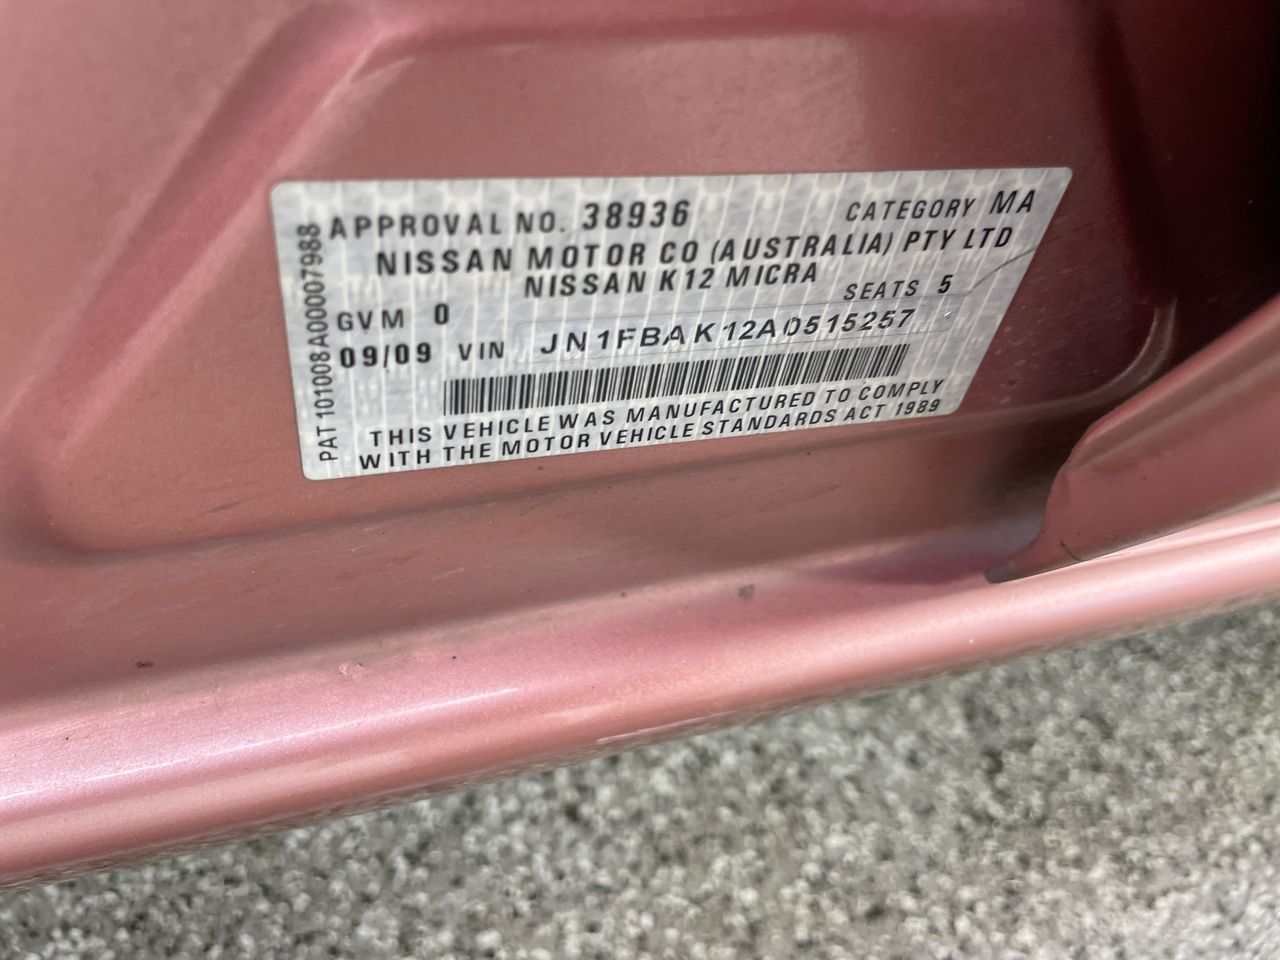 APPROVAL NO. 38936 CATEGORY MA
NISSAN MOTOR CO (AUSTRALIA) PTY LTD
NISSAN K12 MICRA
GVM 0 SEATS 5
09/09 VIN JN1FBAK12A0515257
THIS VEHICLE WAS MANUFACTURED TO COMPLY
WITH THE MOTOR VEHICLE STANDARDS ACT 1989
PAT 101008A00007988